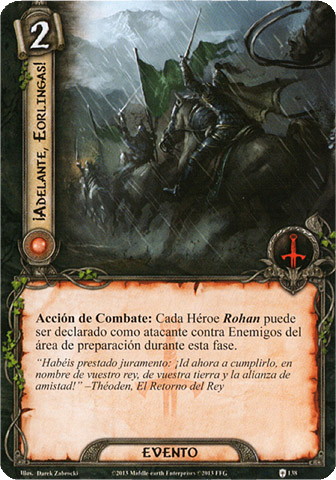 2
¡ADELANTE, EORLINGAS!
Acción de Combate: Cada Héroe Rohan puede
ser declarado como atacante contra Enemigos del
área de preparación durante esta fase.
“Habéis prestado juramento: ¡Id ahora a cumplirlo, en
nombre de vuestro rey, de vuestra tierra y la alianza de
amistad!” –Théoden, El Retorno del Rey
EVENTO
Illus. Darek Zabrocki ©2013 Middle-earth Enterprises ©2013 FFG 138